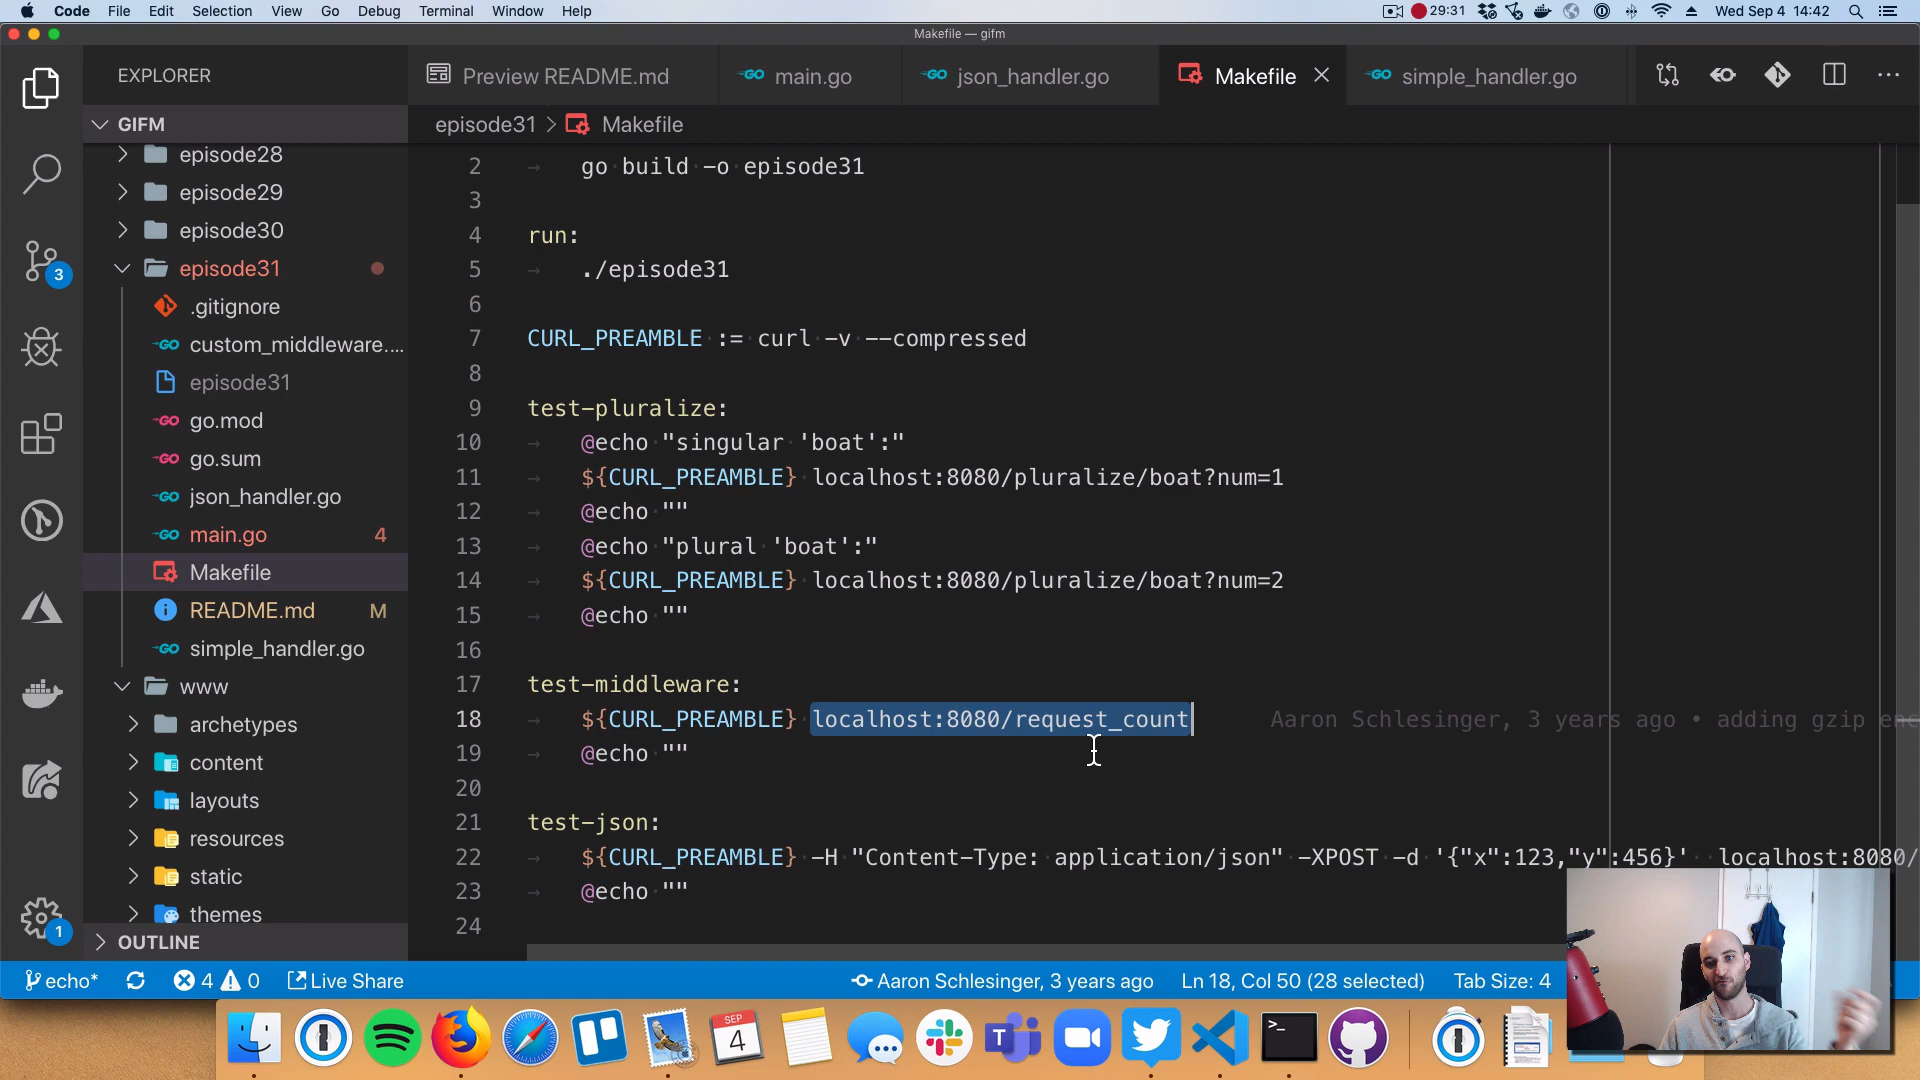 Code File Edit Selection View Go Debug Terminal Window Help
29:31 Wed Sep 4 14:42
Makefile — gifm
EXPLORER
Preview README.md
main.go
json_handler.go
Makefile
simple_handler.go
GIFM
episode31 > Makefile
episode28
episode29
episode30
episode31
.gitignore
custom_middleware....
episode31
go.mod
go.sum
json_handler.go
main.go 4
Makefile
README.md M
simple_handler.go
www
archetypes
content
layouts
resources
static
themes
OUTLINE
3
1
2 go build -o episode31
3
4 run:
5 ./episode31
6
7 CURL_PREAMBLE := curl -v --compressed
8
9 test-pluralize:
10 @echo "singular 'boat':"
11 ${CURL_PREAMBLE} localhost:8080/pluralize/boat?num=1
12 @echo ""
13 @echo "plural 'boat':"
14 ${CURL_PREAMBLE} localhost:8080/pluralize/boat?num=2
15 @echo ""
16
17 test-middleware:
18 ${CURL_PREAMBLE} localhost:8080/request_count Aaron Schlesinger, 3 years ago • adding gzip enc
19 @echo ""
20
21 test-json:
22 ${CURL_PREAMBLE} -H "Content-Type: application/json" -XPOST -d '{"x":123,"y":456}' localhost:8080/
23 @echo ""
24
echo* 4 0 Live Share Aaron Schlesinger, 3 years ago Ln 18, Col 50 (28 selected) Tab Size: 4
SEP
4